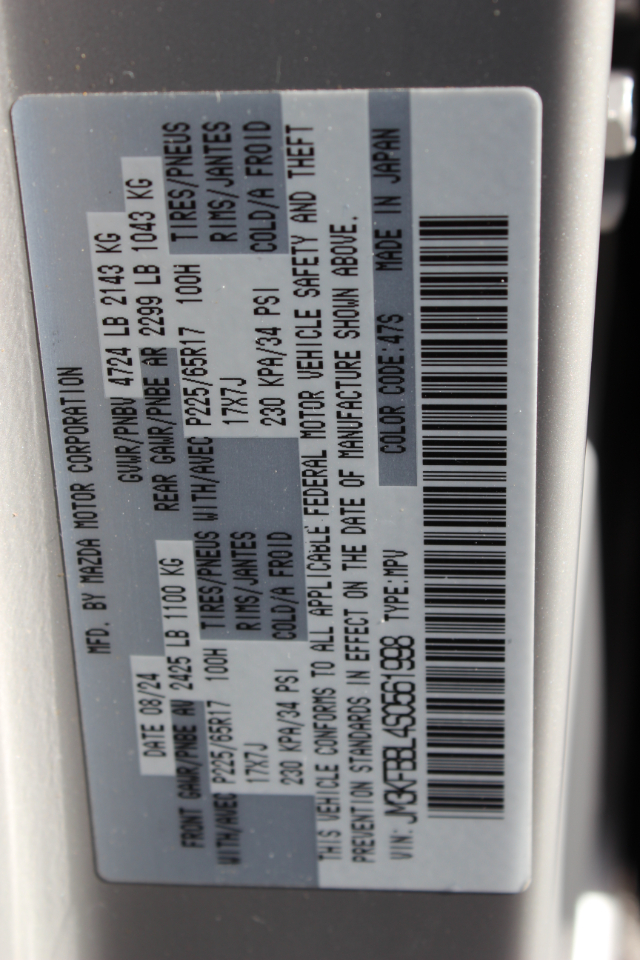 MFD. BY MAZDA MOTOR CORPORATION
DATE 08/24 GVWR/PNBV 4724 LB 2143 KG
FRONT GAWR/PNBE AV 2425 LB 1100 KG REAR GAWR/PNBE AR 2299 LB 1043 KG
WITH/AVEC P225/65R17 100H TIRES/PNEUS WITH/AVEC P225/65R17 100H TIRES/PNEUS
17X7J RIMS/JANTES 17X7J RIMS/JANTES
230 KPA/34 PSI COLD/A FROID 230 KPA/34 PSI COLD/A FROID
THIS VEHICLE CONFORMS TO ALL APPLICABLE FEDERAL MOTOR VEHICLE SAFETY AND THEFT
PREVENTION STANDARDS IN EFFECT ON THE DATE OF MANUFACTURE SHOWN ABOVE.
VIN: JM3KFBBL4S0561998 TYPE:MPV COLOR CODE:47S MADE IN JAPAN